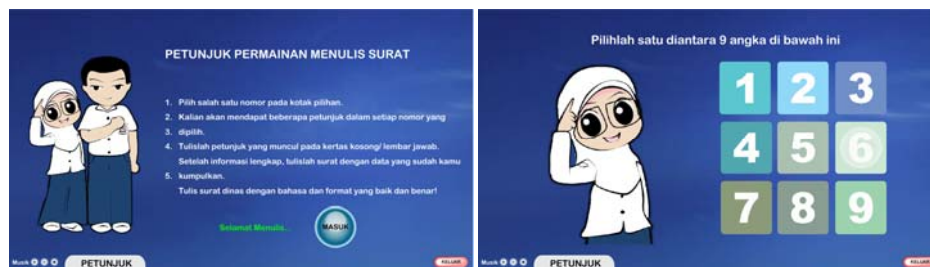 PETUNJUK PERMAINAN MENULIS SURAT
1. Pilih salah satu nomor pada kotak pilihan.
2. Kalian akan mendapat beberapa petunjuk dalam setiap nomor yang
3. dipilih.
4. Tulislah petunjuk yang muncul pada kertas kosong/ lembar jawab.
Setelah informasi lengkap, tulislah surat dengan data yang sudah kamu
5. kumpulkan.
Tulis surat dinas dengan bahasa dan format yang baik dan benar!
Selamat Menulis..
MASUK
Musik
PETUNJUK
KELUAR
Pilihlah satu diantara 9 angka di bawah ini
1 2 3
4 5 6
7 8 9
Musik
PETUNJUK
KELUAR